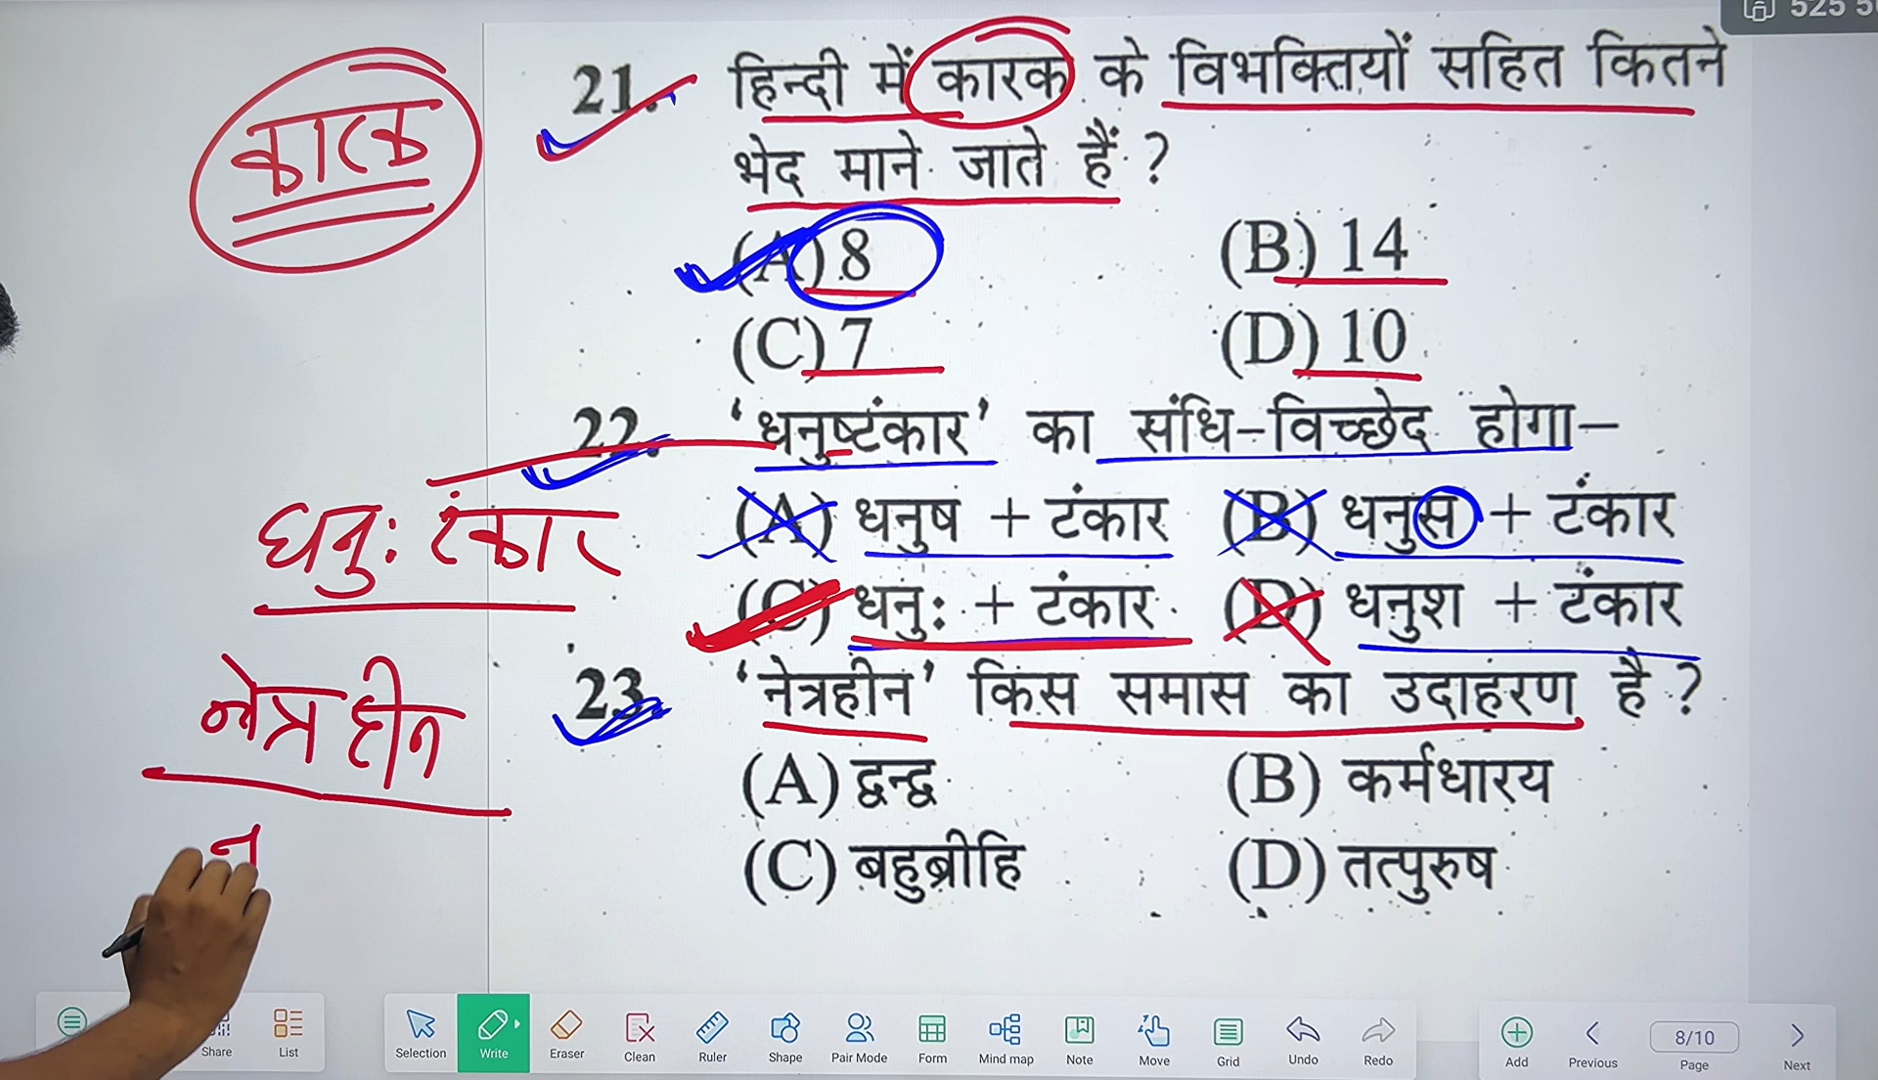 525 5
कारक
21. हिन्दी में कारक के विभक्तियों सहित कितने
भेद माने जाते हैं ?
(A) 8 (B) 14
(C) 7 (D) 10
22. ‘धनुष्टंकार’ का संधि-विच्छेद होगा–
(A) धनुष + टंकार (B) धनुस + टंकार
धनुः टंकार
(C) धनुः + टंकार (D) धनुश + टंकार
23. ‘नेत्रहीन’ किस समास का उदाहरण है ?
नेत्र हीन
(A) द्वन्द्व (B) कर्मधारय
न
(C) बहुब्रीहि (D) तत्पुरुष
Share List Selection Write Eraser Clean Ruler Shape Pair Mode Form Mind map Note Move Grid Undo Redo Add Previous 8/10 Page Next